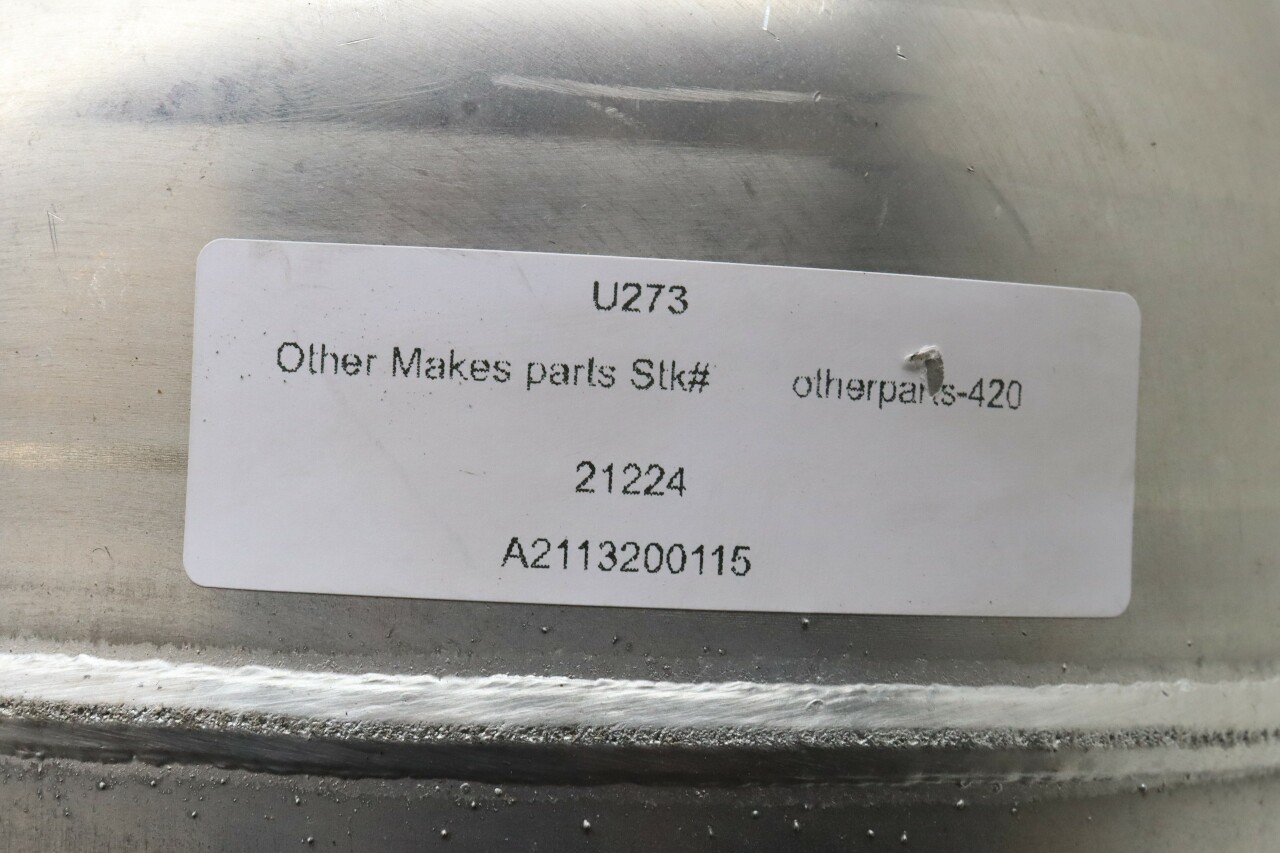 U273
Other Makes parts Stk# otherparts-420
21224
A2113200115